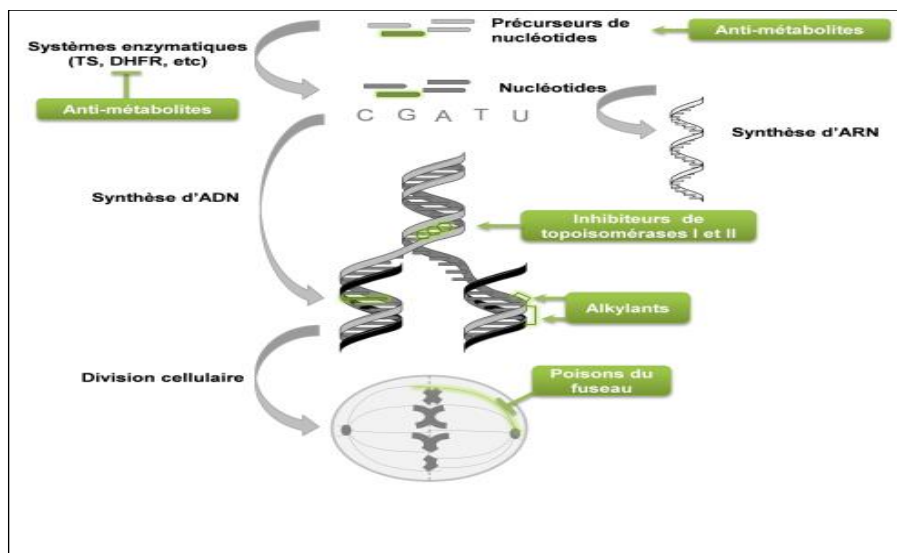 Précurseurs de
nucléotides
Anti-métabolites
Systèmes enzymatiques
(TS, DHFR, etc)
Anti-métabolites
Nucléotides
C G A T U
Synthèse d'ARN
Synthèse d'ADN
Inhibiteurs de
topoisomérases I et II
Alkylants
Division cellulaire
Poisons du
fuseau